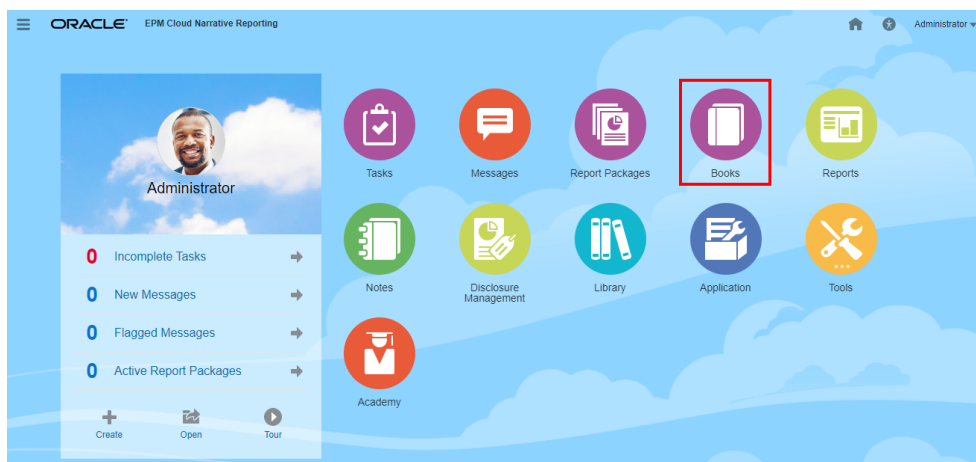 ORACLE EPM Cloud Narrative Reporting
Administrator
Administrator
0 Incomplete Tasks
0 New Messages
0 Flagged Messages
0 Active Report Packages
Create Open Tour
Tasks Messages Report Packages Books Reports
Notes Disclosure Library Application Tools
Management
Academy